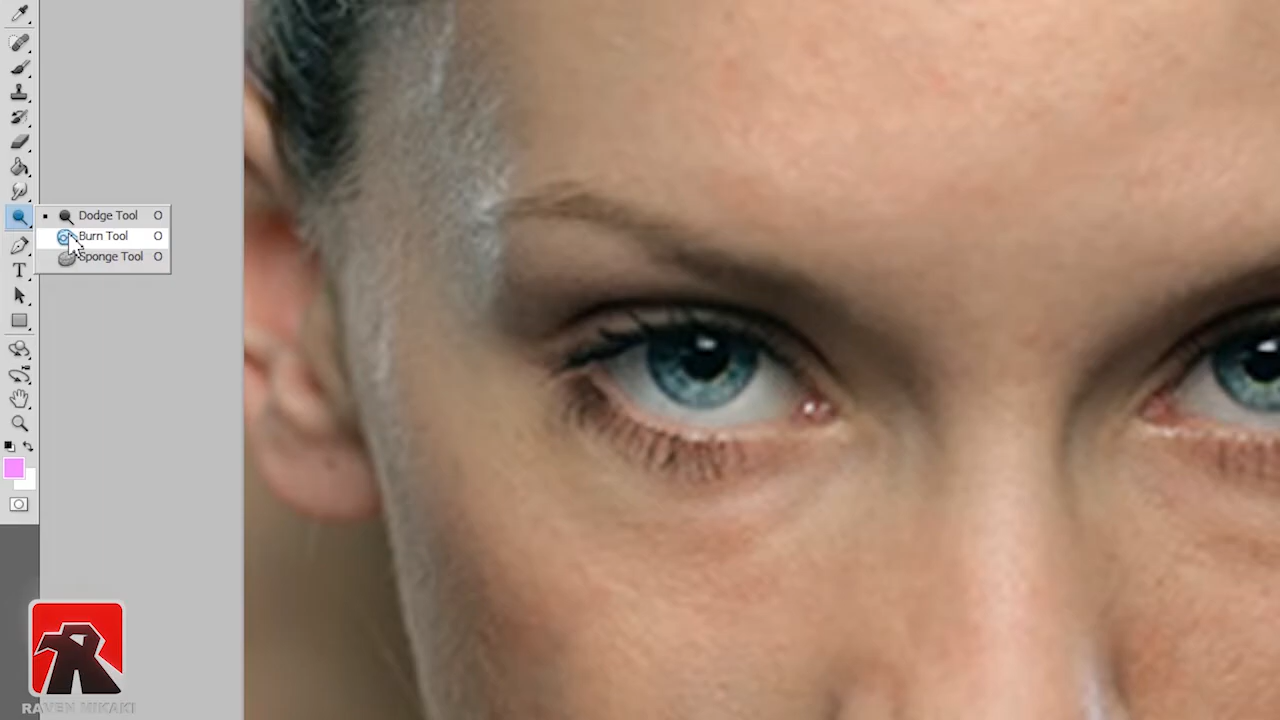 Dodge Tool O
Burn Tool O
Sponge Tool O
T
RAVEN MIKAKI